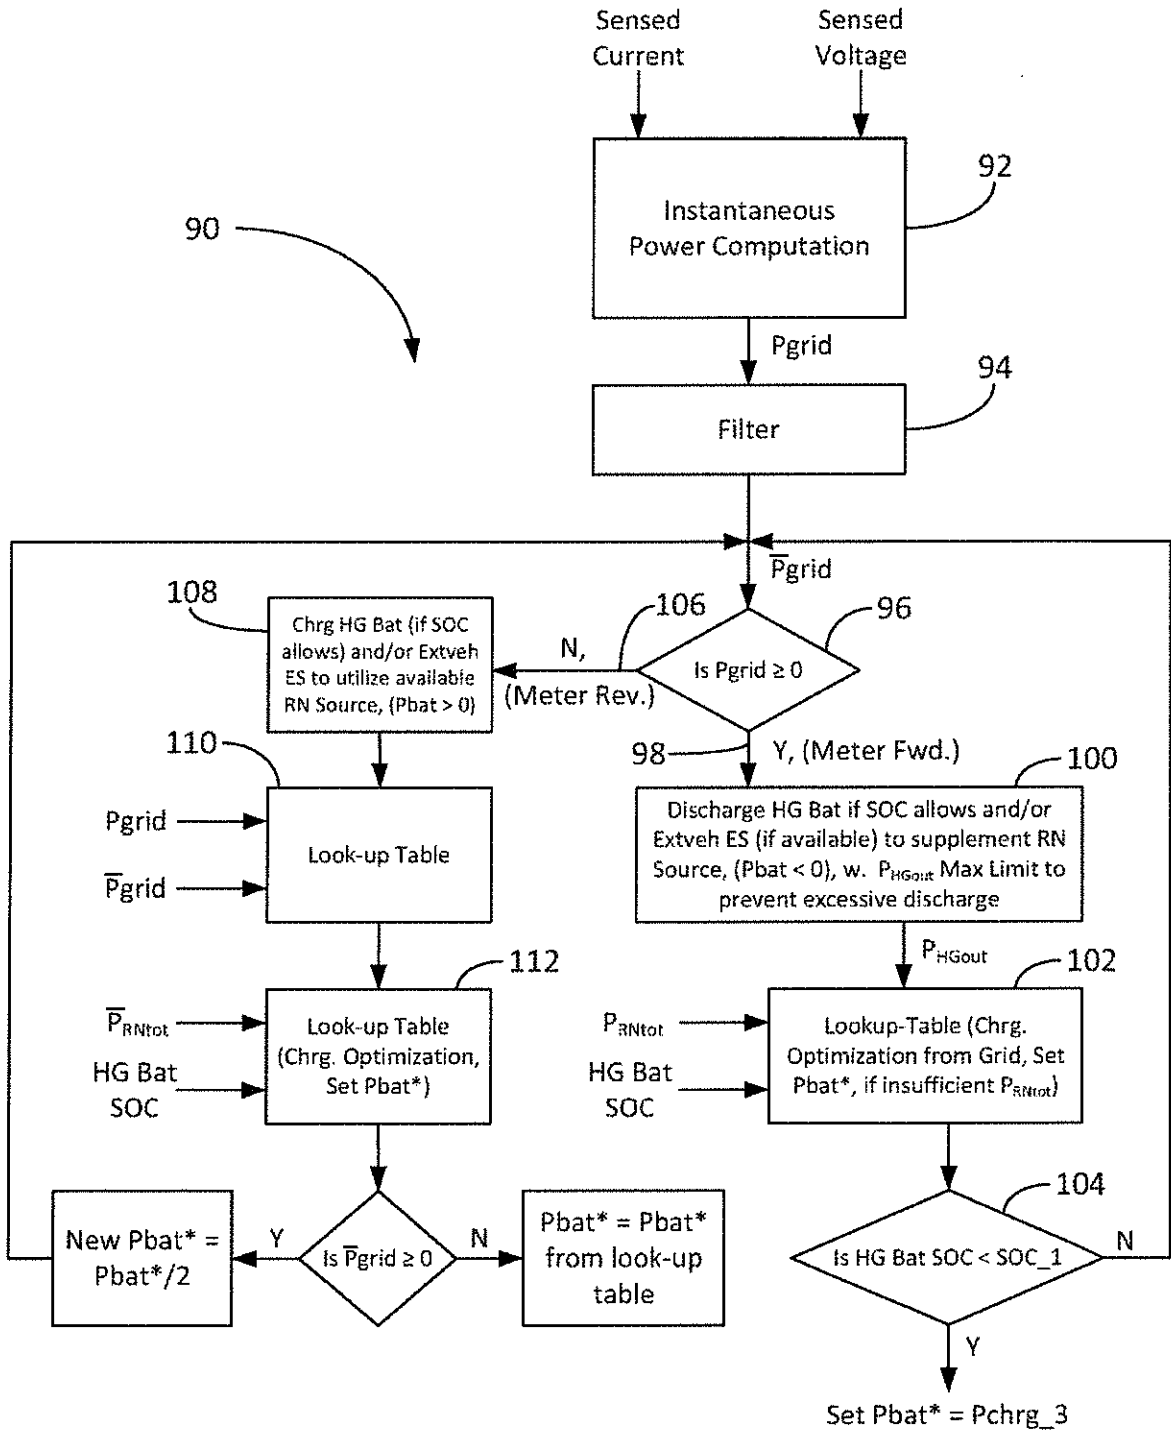 Sensed
Current
Sensed
Voltage
92
Instantaneous
Power Computation
90
Pgrid
94
Filter
P̅grid
108
106
96
Chrg HG Bat (if SOC
allows) and/or Extveh
ES to utilize available
RN Source, (Pbat > 0)
N,
(Meter Rev.)
Is Pgrid ≥ 0
110
98
Y, (Meter Fwd.)
100
Pgrid
P̅grid
Look-up Table
Discharge HG Bat if SOC allows and/or
Extveh ES (if available) to supplement RN
Source, (Pbat < 0), w. PHGout Max Limit to
prevent excessive discharge
112
PHGout
102
P̅RNtot
HG Bat
SOC
Look-up Table
(Chrg. Optimization,
Set Pbat*)
PRNtot
HG Bat
SOC
Lookup-Table (Chrg.
Optimization from Grid, Set
Pbat*, if insufficient PRNtot)
104
New Pbat* =
Pbat*/2
Y
Is P̅grid ≥ 0
N
Pbat* = Pbat*
from look-up
table
Is HG Bat SOC < SOC_1
N
Y
Set Pbat* = Pchrg_3